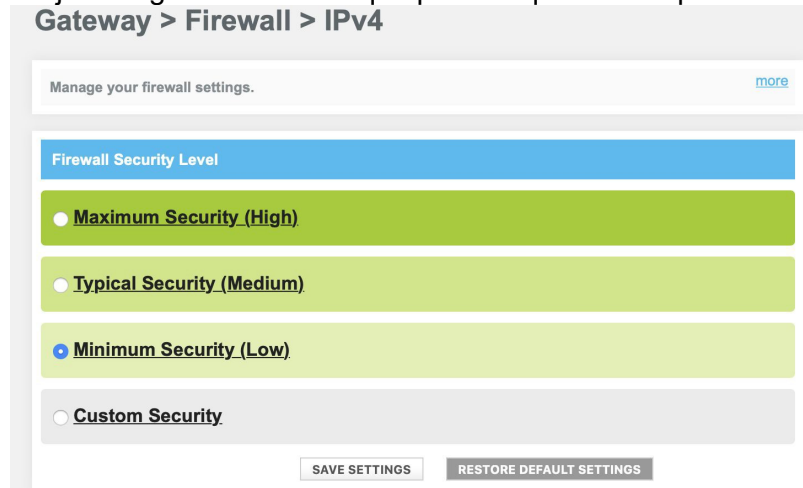 Gateway > Firewall > IPv4
Manage your firewall settings.
more
Firewall Security Level
Maximum Security (High)
Typical Security (Medium)
Minimum Security (Low)
Custom Security
SAVE SETTINGS
RESTORE DEFAULT SETTINGS